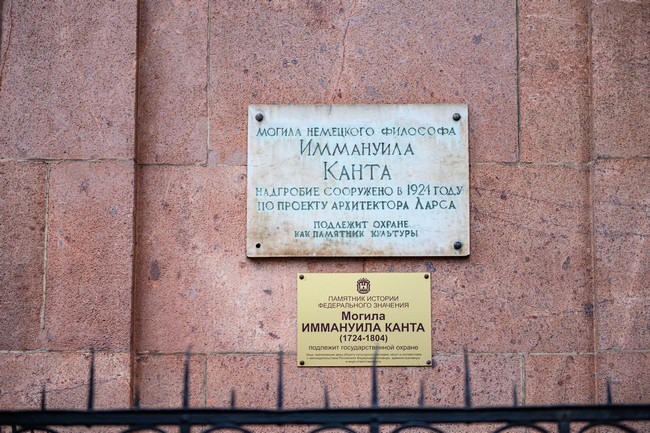 МОГИЛА НЕМЕЦКОГО ФИЛОСОФА
ИММАНУИЛА
КАНТА
НАДГРОБИЕ СООРУЖЕНО В 1924 ГОДУ
ПО ПРОЕКТУ АРХИТЕКТОРА ЛАРСА
ПОДЛЕЖИТ ОХРАНЕ
КАК ПАМЯТНИК КУЛЬТУРЫ
ПАМЯТНИК ИСТОРИИ
ФЕДЕРАЛЬНОГО ЗНАЧЕНИЯ
Могила
ИММАНУИЛА КАНТА
(1724-1804)
подлежит государственной охране